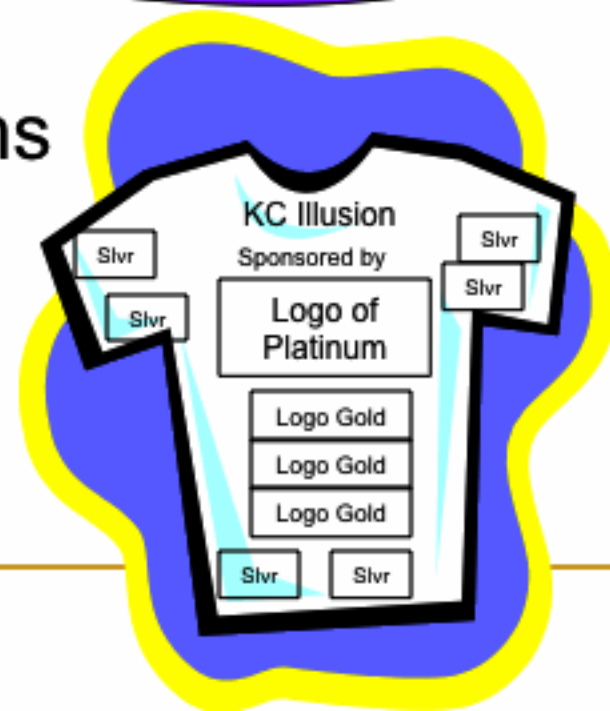 ns
KC Illusion
Sponsored by
Slvr
Slvr
Slvr
Slvr
Logo of
Platinum
Logo Gold
Logo Gold
Logo Gold
Slvr
Slvr